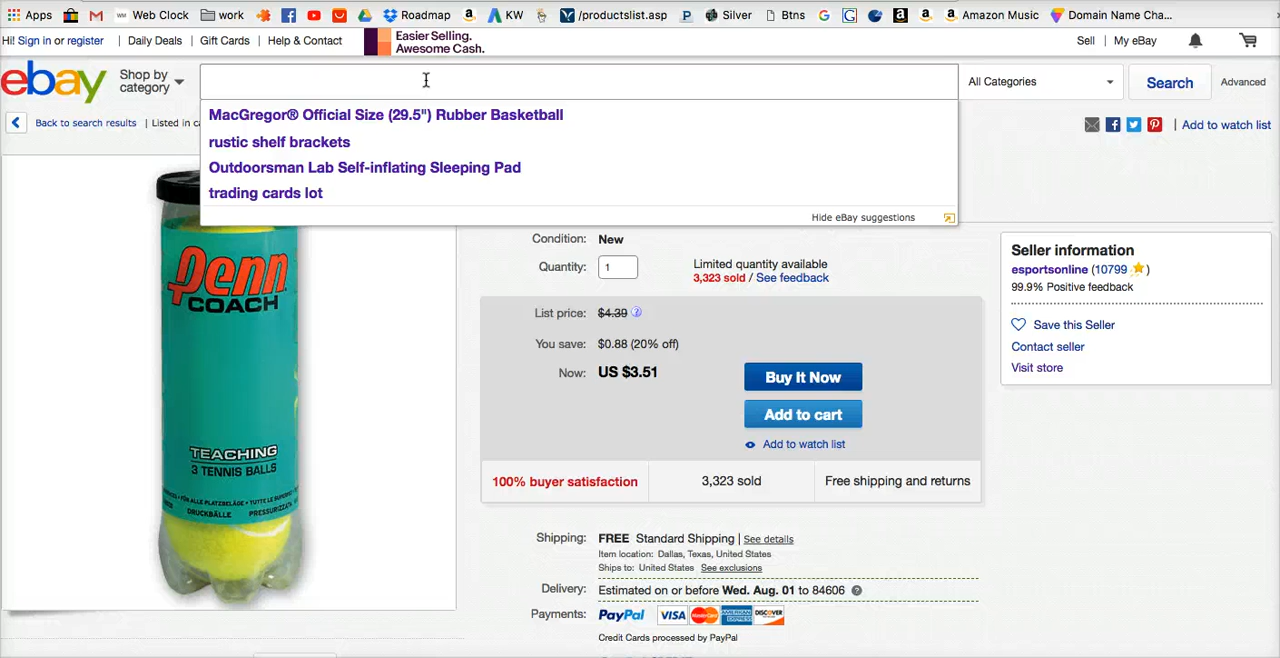 Apps
Web Clock
work
Roadmap
KW
/productslist.asp
Silver
Btns
Amazon Music
Domain Name Cha...
Hi! Sign in or register | Daily Deals | Gift Cards | Help & Contact
Easier Selling.
Awesome Cash.
Sell | My eBay
ebay
Shop by
category
All Categories
Search
Advanced
MacGregor® Official Size (29.5") Rubber Basketball
rustic shelf brackets
Outdoorsman Lab Self-inflating Sleeping Pad
trading cards lot
Hide eBay suggestions
Back to search results | Listed in ca
| Add to watch list
Penn
COACH
TEACHING
3 TENNIS BALLS
DRUCKBÄLLE
Condition: New
Quantity: 1
Limited quantity available
3,323 sold / See feedback
List price: $4.39
You save: $0.88 (20% off)
Now: US $3.51
Buy It Now
Add to cart
Add to watch list
100% buyer satisfaction
3,323 sold
Free shipping and returns
Shipping: FREE Standard Shipping | See details
Item location: Dallas, Texas, United States
Ships to: United States See exclusions
Delivery: Estimated on or before Wed. Aug. 01 to 84606
Payments: PayPal VISA MasterCard DISCOVER
Credit Cards processed by PayPal
Seller information
esportsonline (10799 )
99.9% Positive feedback
Save this Seller
Contact seller
Visit store